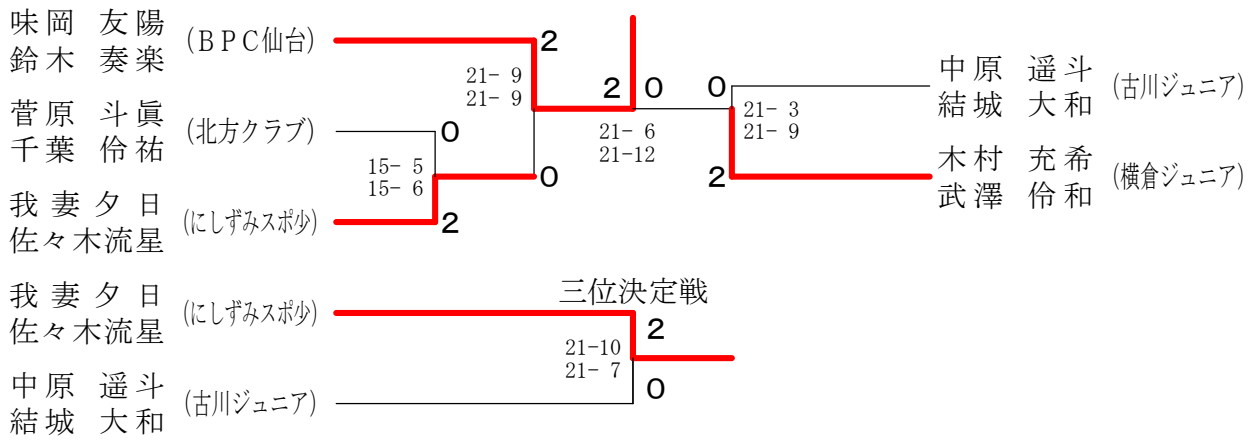 味岡 友陽
鈴木 奏楽
(BPC仙台)
2
21- 9
21- 9
菅原 斗眞
千葉 伶祐
(北方クラブ)
0
15- 5
15- 6
0
我妻夕日
佐々木流星
(にしずみスポ少)
2
2 0
21- 6
21-12
0
21- 3
21- 9
2
中原 遥斗
結城 大和
(古川ジュニア)
木村 充希
武澤 伶和
(横倉ジュニア)
三位決定戦
我妻夕日
佐々木流星
(にしずみスポ少)
2
21-10
21- 7
0
中原 遥斗
結城 大和
(古川ジュニア)